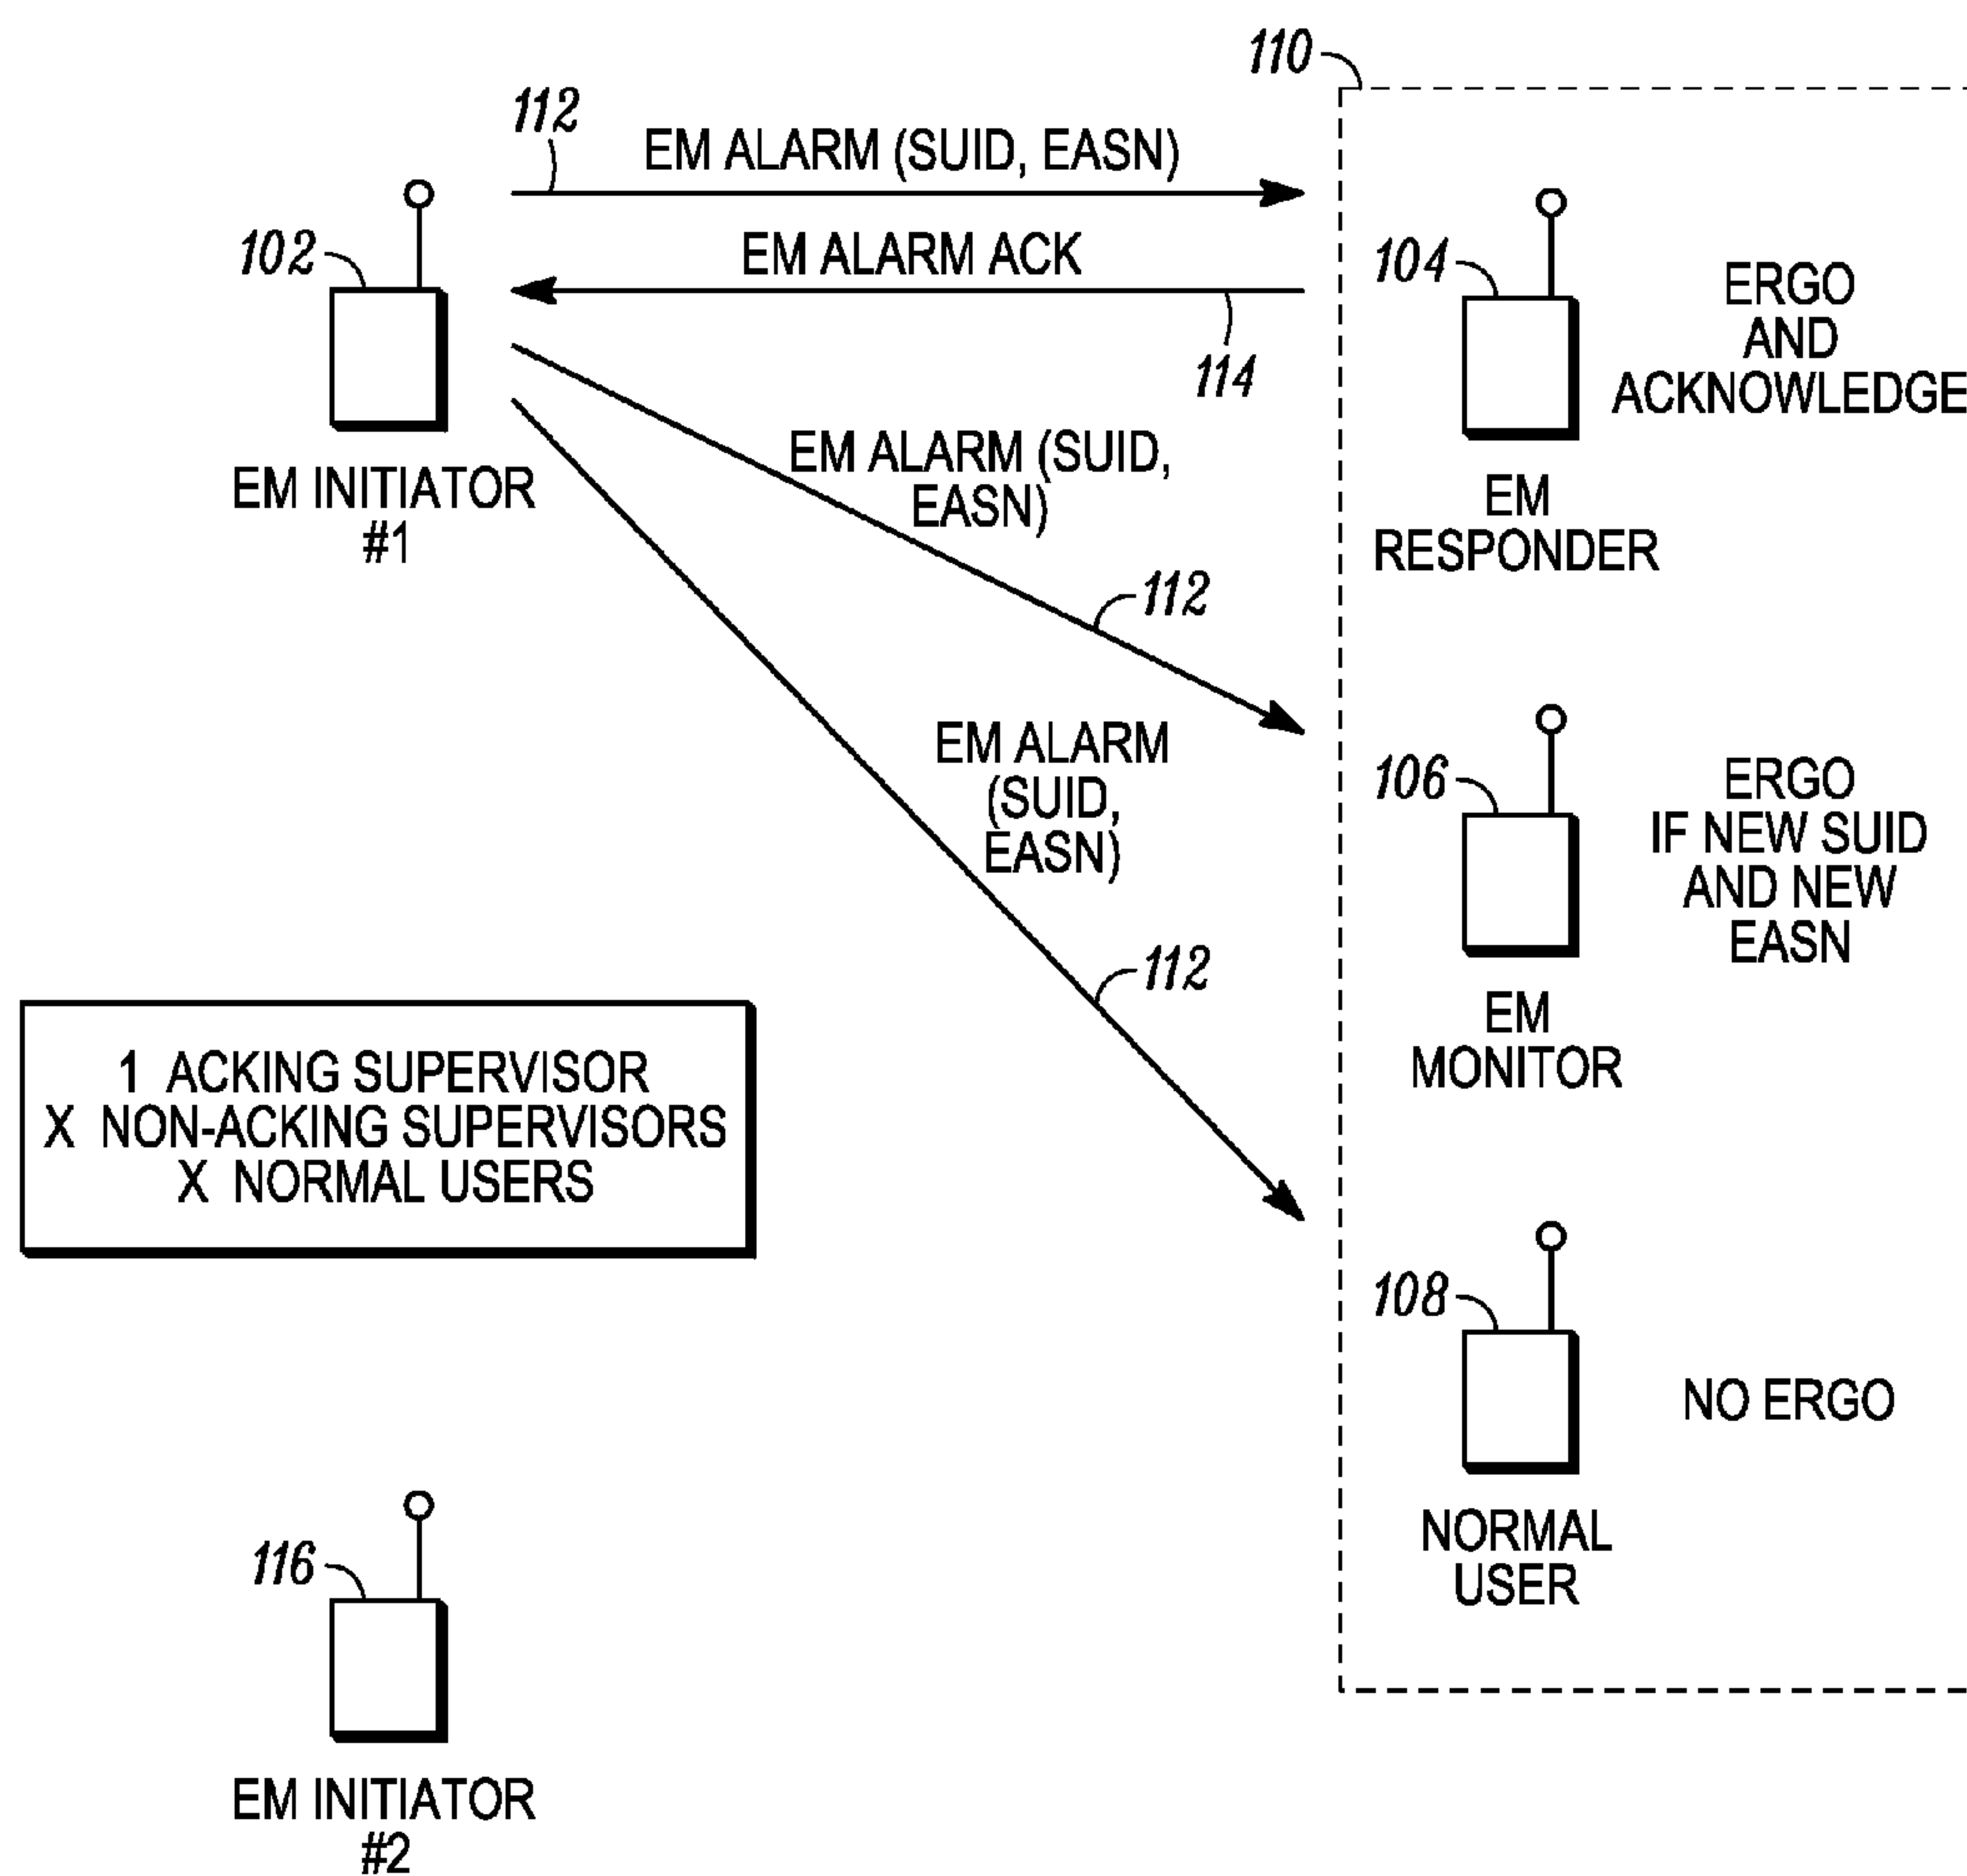 110
112
EM ALARM (SUID, EASN)
102
EM ALARM ACK
104
ERGO
AND
ACKNOWLEDGE
114
EM INITIATOR
#1
EM ALARM (SUID,
EASN)
EM
RESPONDER
112
EM ALARM
(SUID,
EASN)
106
ERGO
IF NEW SUID
AND NEW
EASN
112
EM
MONITOR
1 ACKING SUPERVISOR
X NON-ACKING SUPERVISORS
X NORMAL USERS
108
NO ERGO
NORMAL
USER
116
EM INITIATOR
#2